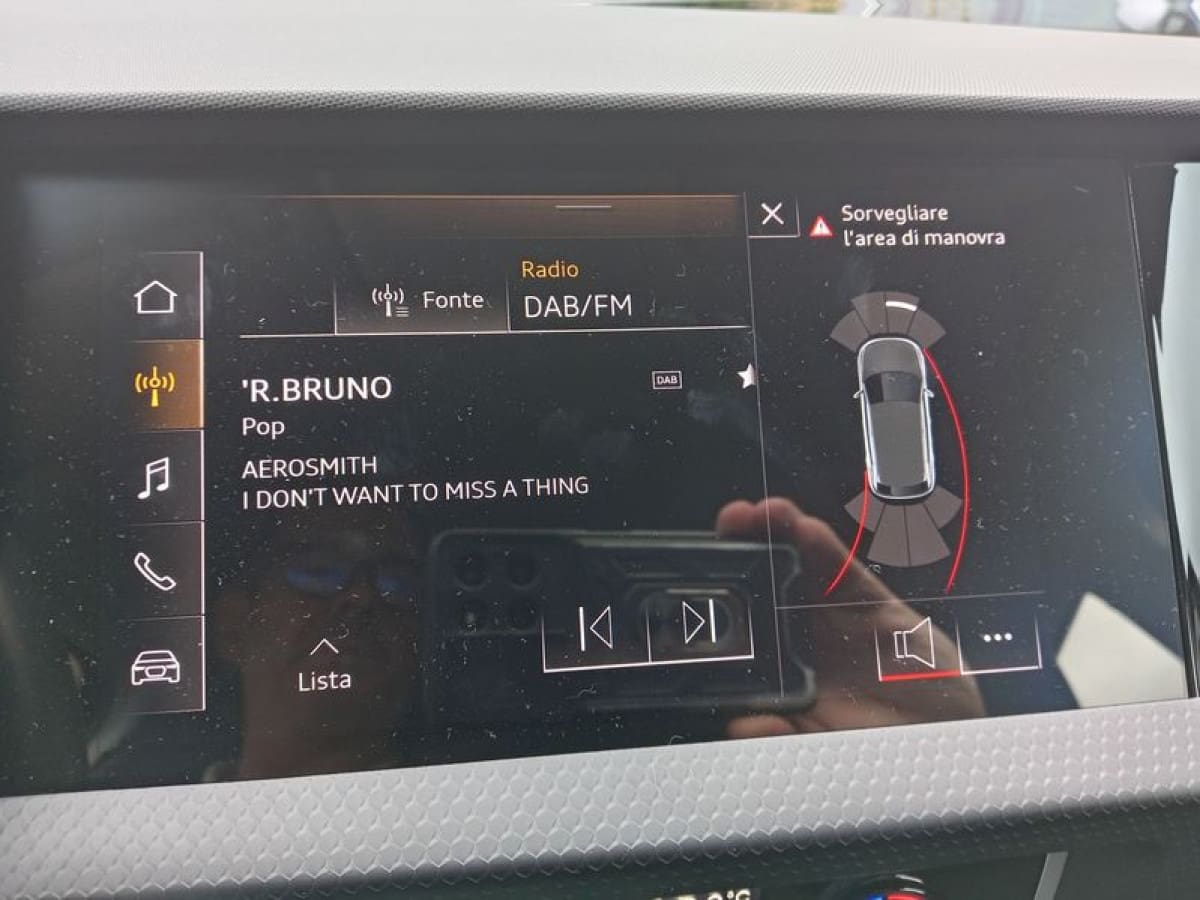 Sorvegliare
l'area di manovra
Radio
Fonte
DAB/FM
'R.BRUNO
DAB
Pop
AEROSMITH
I DON'T WANT TO MISS A THING
Lista